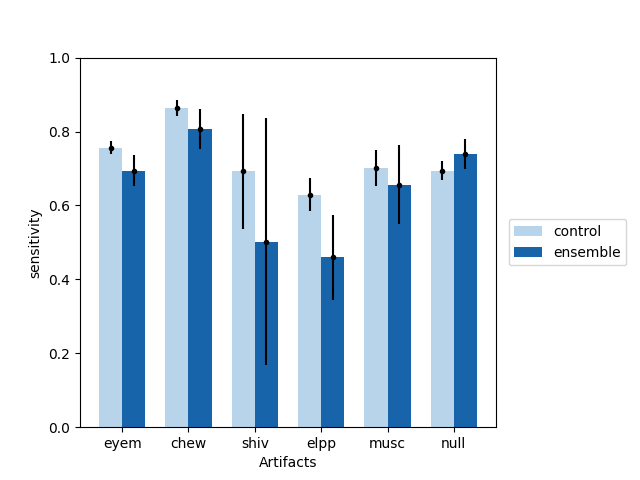 1.0
0.8
0.6
0.4
0.2
0.0
sensitivity
eyem chew shiv elpp musc null
Artifacts
control
ensemble